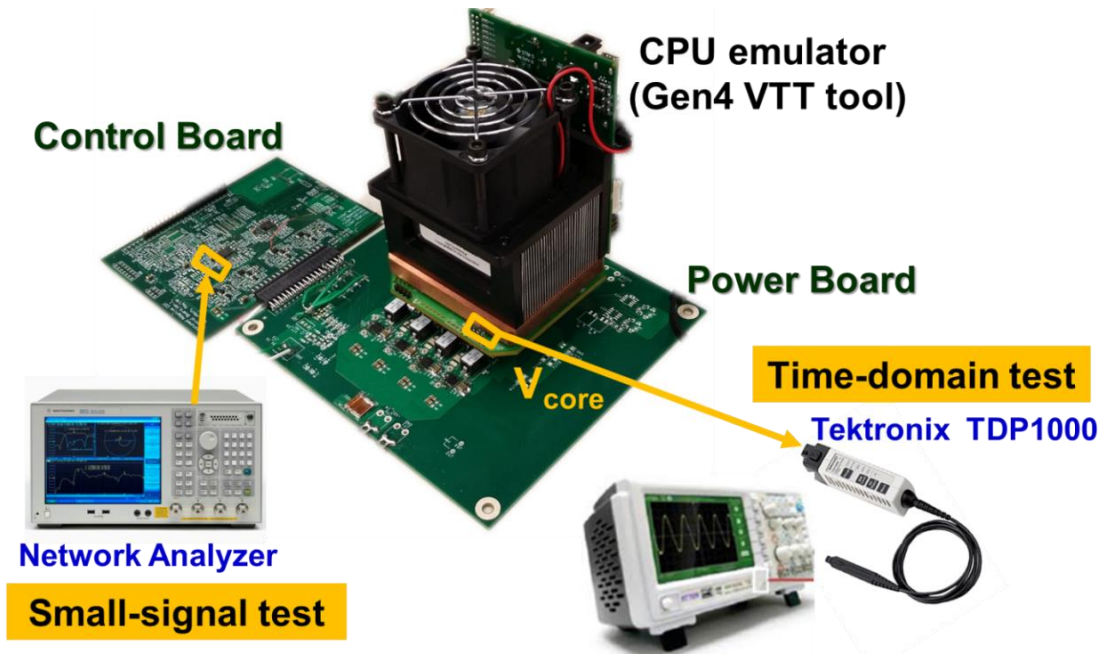 CPU emulator
(Gen4 VTT tool)
Control Board
Power Board
Vcore
Time-domain test
Tektronix TDP1000
Network Analyzer
Small-signal test